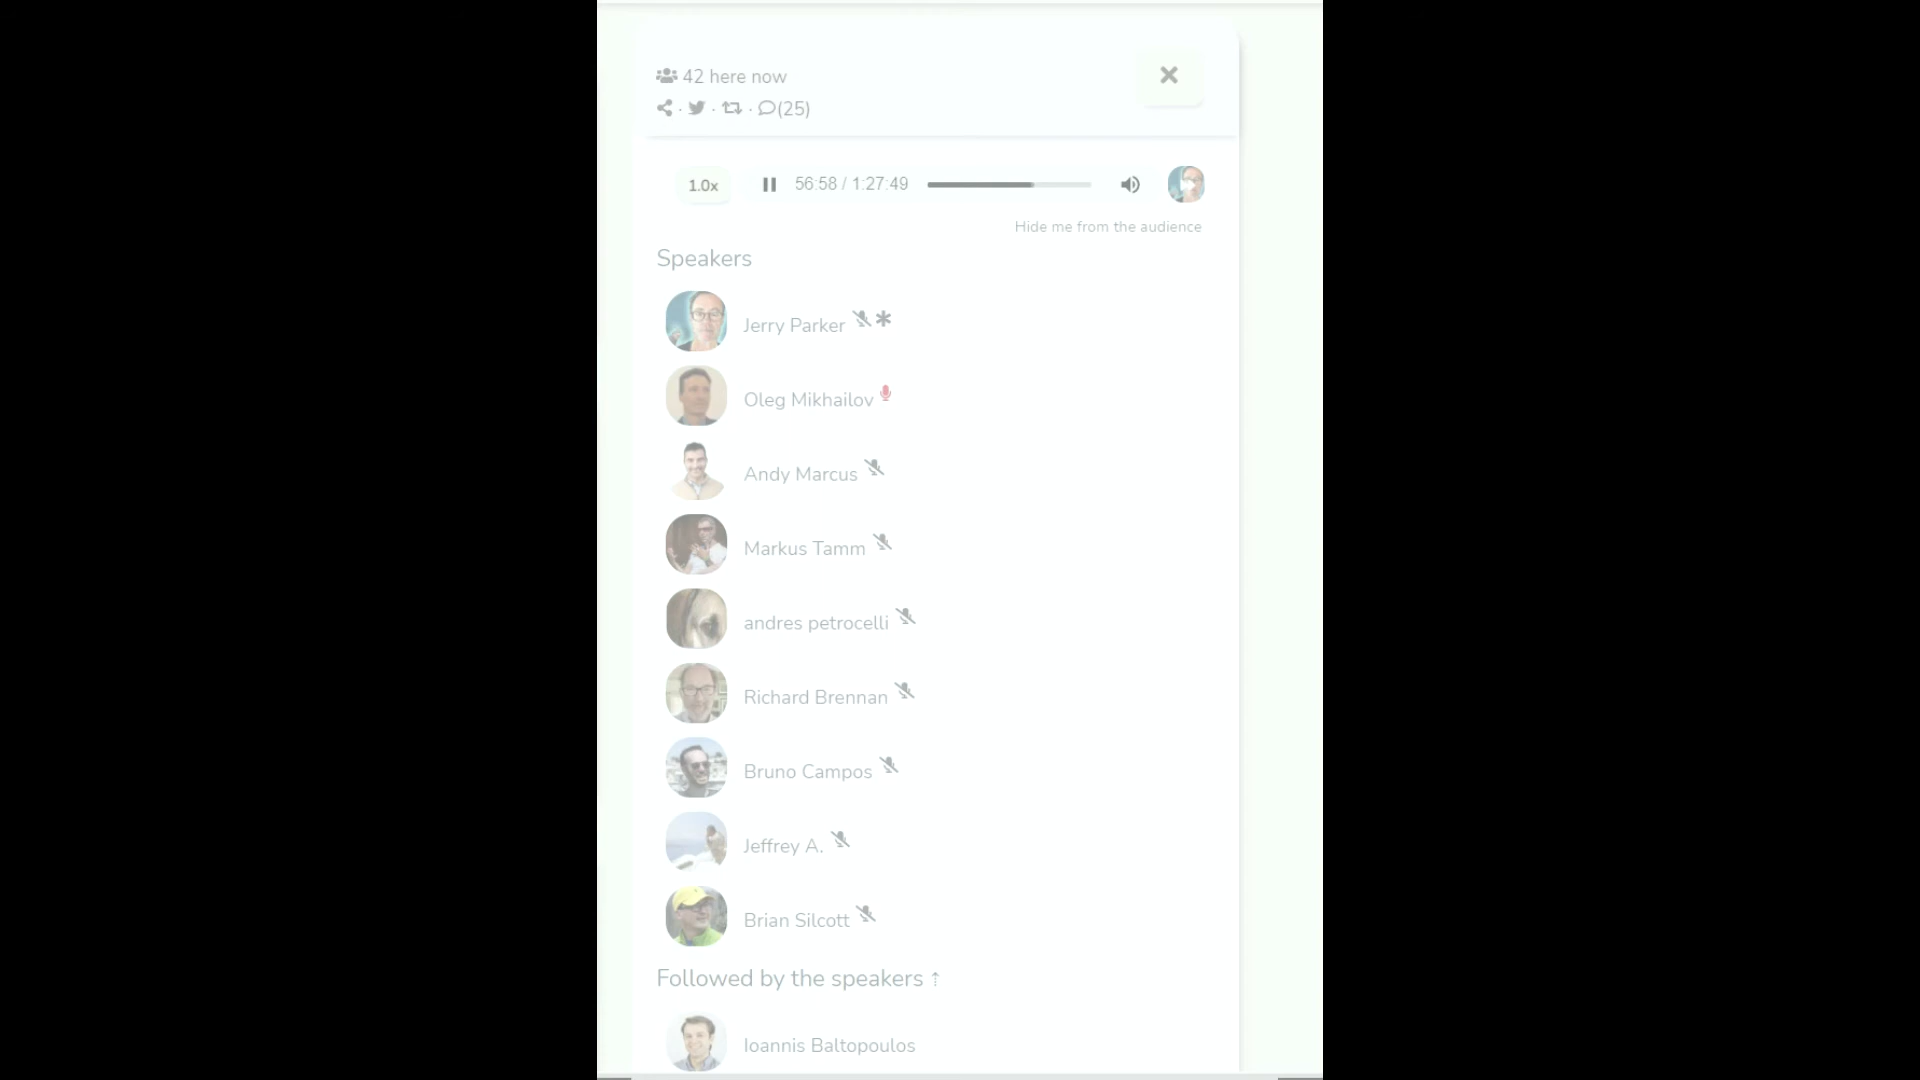 42 here now
· · · (25)
1.0x 56:58 / 1:27:49
Hide me from the audience
Speakers
Jerry Parker
Oleg Mikhailov
Andy Marcus
Markus Tamm
andres petrocelli
Richard Brennan
Bruno Campos
Jeffrey A.
Brian Silcott
Followed by the speakers ⇡
Ioannis Baltopoulos